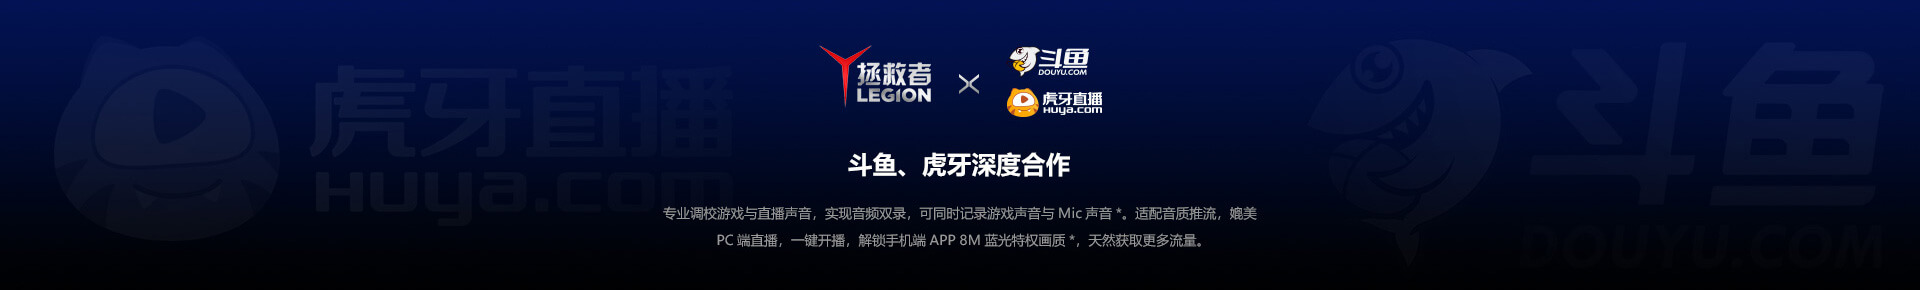 拯救者
LEGION
斗鱼
DOUYU.COM
虎牙直播
HUYA.com
斗鱼、虎牙深度合作
专业调校游戏与直播声音，实现音频双录，可同时记录游戏声音与 Mic 声音 *。适配音质推流，媲美
PC 端直播，一键开播，解锁手机端 APP 8M 蓝光特权画质 *，天然获取更多流量。
虎牙直播
HUYA.com
斗鱼
DOUYU.COM